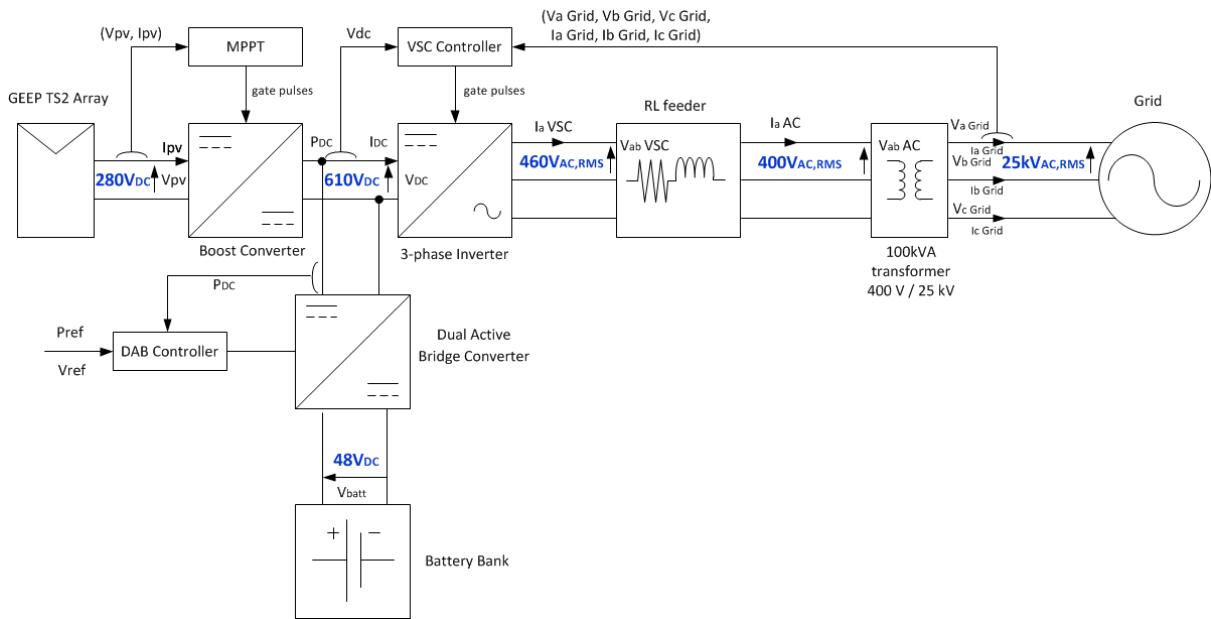 (Va Grid, Vb Grid, Vc Grid,
Ia Grid, Ib Grid, Ic Grid)
(Vpv, Ipv)
MPPT
Vdc
VSC Controller
GEEP TS2 Array
gate pulses
gate pulses
RL feeder
Grid
Ipv
280VDC
Vpv
Boost Converter
PDC
IDC
610VDC
VDC
3-phase Inverter
Ia VSC
460VAC,RMS
Vab VSC
Ia AC
400VAC,RMS
Vab AC
Va Grid
Ia Grid
Vb Grid
25kVAC,RMS
Ib Grid
Vc Grid
Ic Grid
100kVA
transformer
400 V / 25 kV
PDC
Pref
Vref
DAB Controller
Dual Active
Bridge Converter
48VDC
Vbatt
+
−
Battery Bank